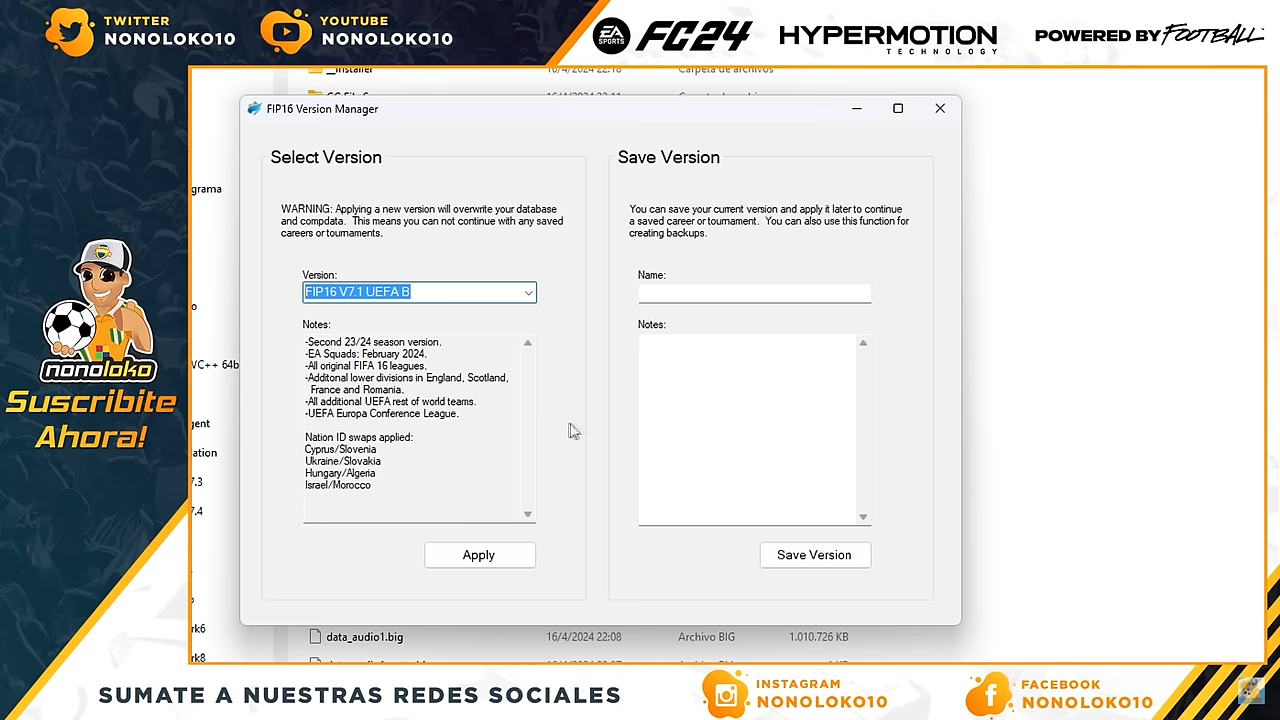 TWITTER
NONOLOKO10
YOUTUBE
NONOLOKO10
EA SPORTS FC24
HYPERMOTION
TECHNOLOGY
POWERED BY FOOTBALL
__Installer
16/4/2024 22:18
Carpeta de archivos
FIP16 Version Manager
Select Version
WARNING: Applying a new version will overwrite your database
and compdata. This means you can not continue with any saved
careers or tournaments.
Version:
FIP16 V7.1 UEFA B
Notes:
-Second 23/24 season version.
-EA Squads: February 2024.
-All original FIFA 16 leagues.
-Additonal lower divisions in England, Scotland,
France and Romania.
-All additional UEFA rest of world teams.
-UEFA Europa Conference League.
Nation ID swaps applied:
Cyprus/Slovenia
Ukraine/Slovakia
Hungary/Algeria
Israel/Morocco
Apply
Save Version
You can save your current version and apply it later to continue
a saved career or tournament. You can also use this function for
creating backups.
Name:
Notes:
Save Version
grama
VC++ 64b
gent
ation
7.3
7.4
rk6
rk8
data_audio1.big
16/4/2024 22:08
Archivo BIG
1.010.726 KB
nonoloko
Suscribite
Ahora!
SUMATE A NUESTRAS REDES SOCIALES
INSTAGRAM
NONOLOKO10
FACEBOOK
NONOLOKO10